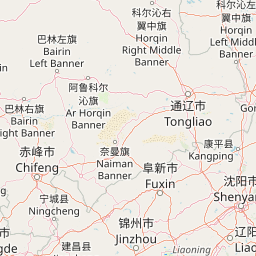 科尔沁右
翼中旗
Horqin
Right Middle
Banner
科尔沁左
翼中旗
Horqin
Left Middle
Banner
巴林左旗
Bairin
Left Banner
阿鲁科尔
沁旗
Ar Horqin
Banner
巴林右旗
Bairin
Right Banner
通辽市
Tongliao
康平县
Kangping
赤峰市
Chifeng
奈曼旗
Naiman
Banner
阜新市
Fuxin
沈阳市
Shenyan
宁城县
Ningcheng
锦州市
Jinzhou
建昌县
Liaoning
辽阳